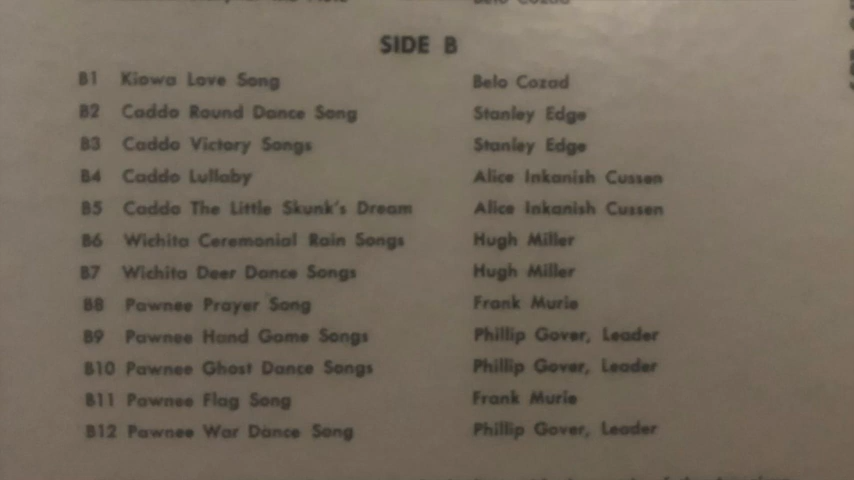 Belo Cozad
SIDE B
B1 Kiowa Love Song Belo Cozad
B2 Caddo Round Dance Song Stanley Edge
B3 Caddo Victory Songs Stanley Edge
B4 Caddo Lullaby Alice Inkanish Cussen
B5 Caddo The Little Skunk's Dream Alice Inkanish Cussen
B6 Wichita Ceremonial Rain Songs Hugh Miller
B7 Wichita Deer Dance Songs Hugh Miller
B8 Pawnee Prayer Song Frank Murie
B9 Pawnee Hand Game Songs Phillip Gover, Leader
B10 Pawnee Ghost Dance Songs Phillip Gover, Leader
B11 Pawnee Flag Song Frank Murie
B12 Pawnee War Dance Song Phillip Gover, Leader